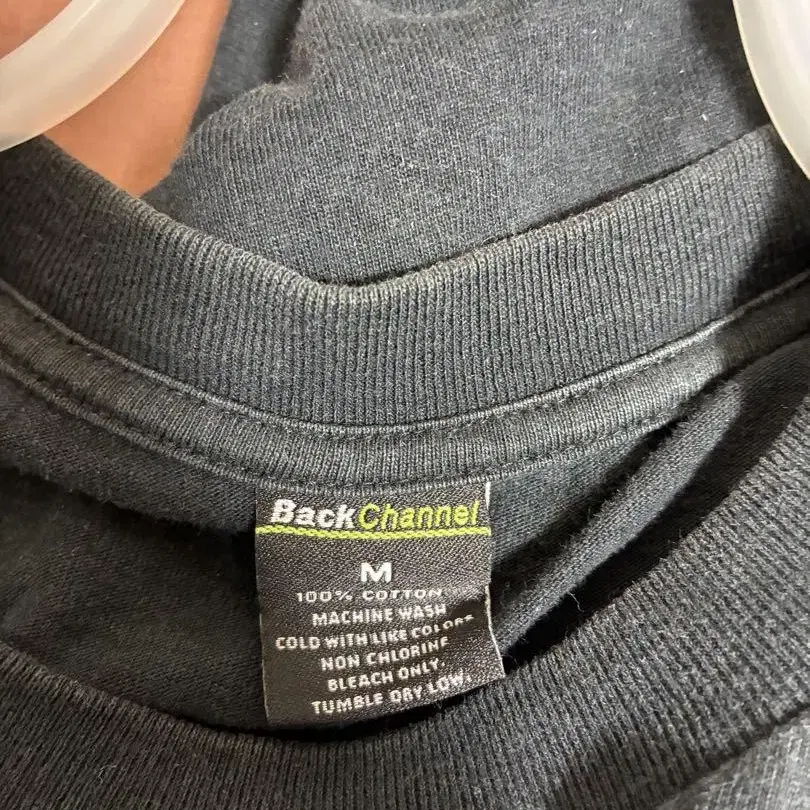 BackChannel
M
100% COTTON
MACHINE WASH
COLD WITH LIKE COLORS
NON CHLORINE
BLEACH ONLY.
TUMBLE DRY LOW.